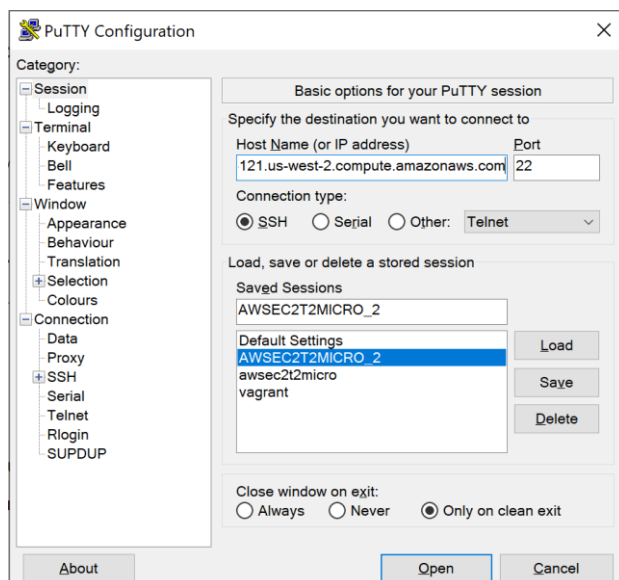 PuTTY Configuration
Category:
Session
Logging
Terminal
Keyboard
Bell
Features
Window
Appearance
Behaviour
Translation
Selection
Colours
Connection
Data
Proxy
SSH
Serial
Telnet
Rlogin
SUPDUP
Basic options for your PuTTY session
Specify the destination you want to connect to
Host Name (or IP address) Port
121.us-west-2.compute.amazonaws.com 22
Connection type:
SSH Serial Other: Telnet
Load, save or delete a stored session
Saved Sessions
AWSEC2T2MICRO_2
Default Settings
AWSEC2T2MICRO_2
awsec2t2micro
vagrant
Load
Save
Delete
Close window on exit:
Always Never Only on clean exit
About Open Cancel